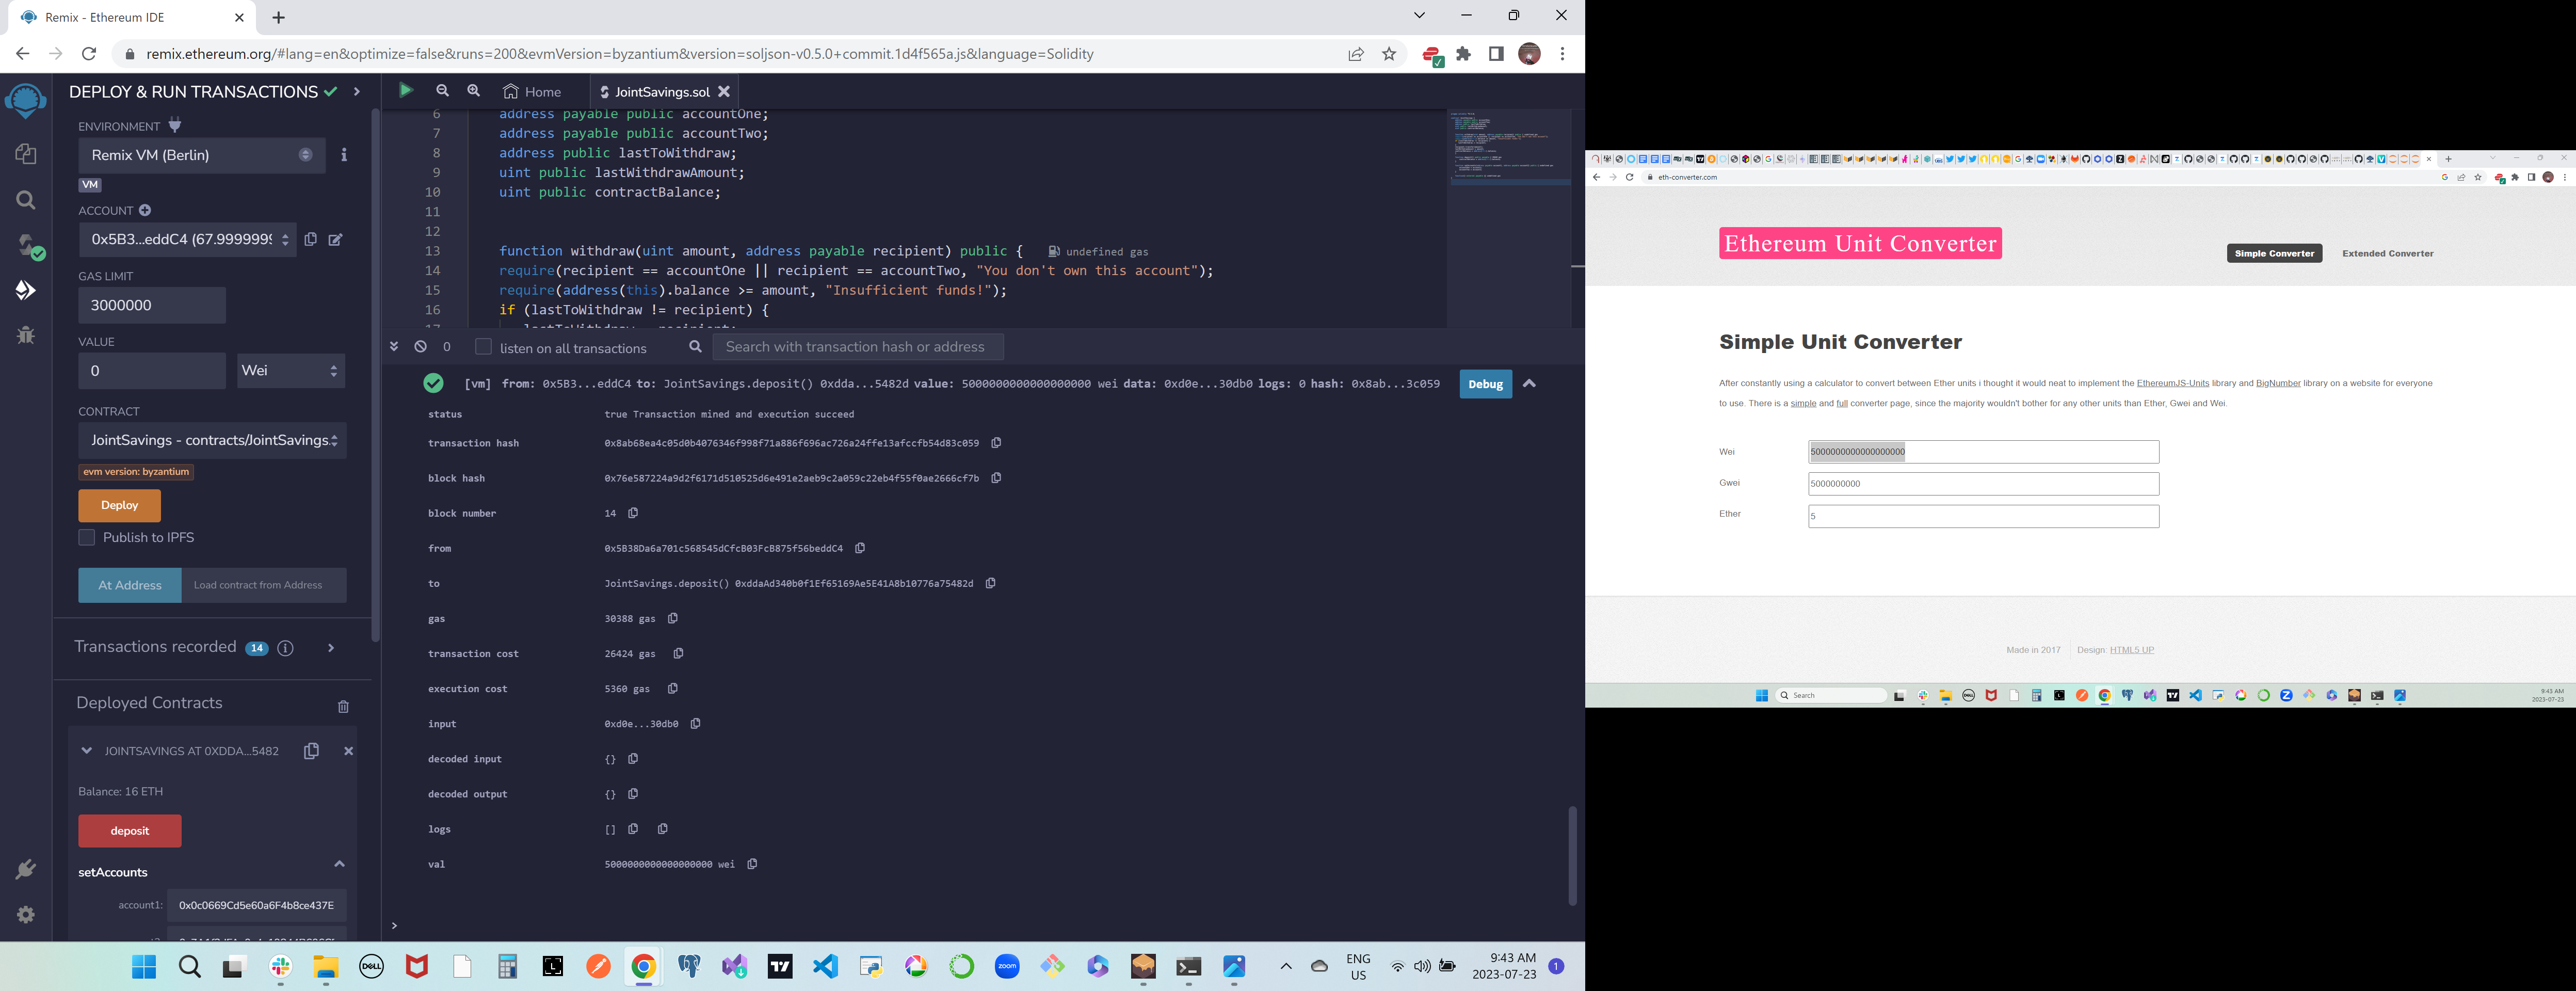 Remix - Ethereum IDE
remix.ethereum.org/#lang=en&optimize=false&runs=200&evmVersion=byzantium&version=soljson-v0.5.0+commit.1d4f565a.js&language=Solidity
DEPLOY & RUN TRANSACTIONS
ENVIRONMENT
Remix VM (Berlin)
VM
ACCOUNT
0x5B3...eddC4 (67.9999999
GAS LIMIT
3000000
VALUE
0
Wei
CONTRACT
JointSavings - contracts/JointSavings.
evm version: byzantium
Deploy
Publish to IPFS
At Address
Load contract from Address
Transactions recorded 14
Deployed Contracts
JOINTSAVINGS AT 0XDDA...5482
Balance: 16 ETH
deposit
setAccounts
account1: 0x0c0669Cd5e60a6F4b8ce437E
Home
JointSavings.sol
6 address payable public accountOne;
7 address payable public accountTwo;
8 address public lastToWithdraw;
9 uint public lastWithdrawAmount;
10 uint public contractBalance;
11
12
13 function withdraw(uint amount, address payable recipient) public { undefined gas
14 require(recipient == accountOne || recipient == accountTwo, "You don't own this account");
15 require(address(this).balance >= amount, "Insufficient funds!");
16 if (lastToWithdraw != recipient) {
17 lastToWithdraw = recipient;
0
listen on all transactions
Search with transaction hash or address
[vm] from: 0x5B3...eddC4 to: JointSavings.deposit() 0xdda...5482d value: 5000000000000000000 wei data: 0xd0e...30db0 logs: 0 hash: 0x8ab...3c059
Debug
status true Transaction mined and execution succeed
transaction hash 0x8ab68ea4c05d0b4076346f998f71a886f696ac726a24ffe13afccfb54d83c059
block hash 0x76e587224a9d2f6171d510525d6e491e2aeb9c2a059c22eb4f55f0ae2666cf7b
block number 14
from 0x5B38Da6a701c568545dCfcB03FcB875f56beddC4
to JointSavings.deposit() 0xddaAd340b0f1Ef65169Ae5E41A8b10776a75482d
gas 30388 gas
transaction cost 26424 gas
execution cost 5360 gas
input 0xd0e...30db0
decoded input {}
decoded output {}
logs []
val 5000000000000000000 wei
>
ENG
US
9:43 AM
2023-07-23
1
eth-converter.com
Ethereum Unit Converter
Simple Converter
Extended Converter
Simple Unit Converter
After constantly using a calculator to convert between Ether units i thought it would neat to implement the EthereumJS-Units library and BigNumber library on a website for everyone
to use. There is a simple and full converter page, since the majority wouldn't bother for any other units than Ether, Gwei and Wei.
Wei 5000000000000000000
Gwei 5000000000
Ether 5
Made in 2017
Design: HTML5 UP
Search
9:43 AM
2023-07-23